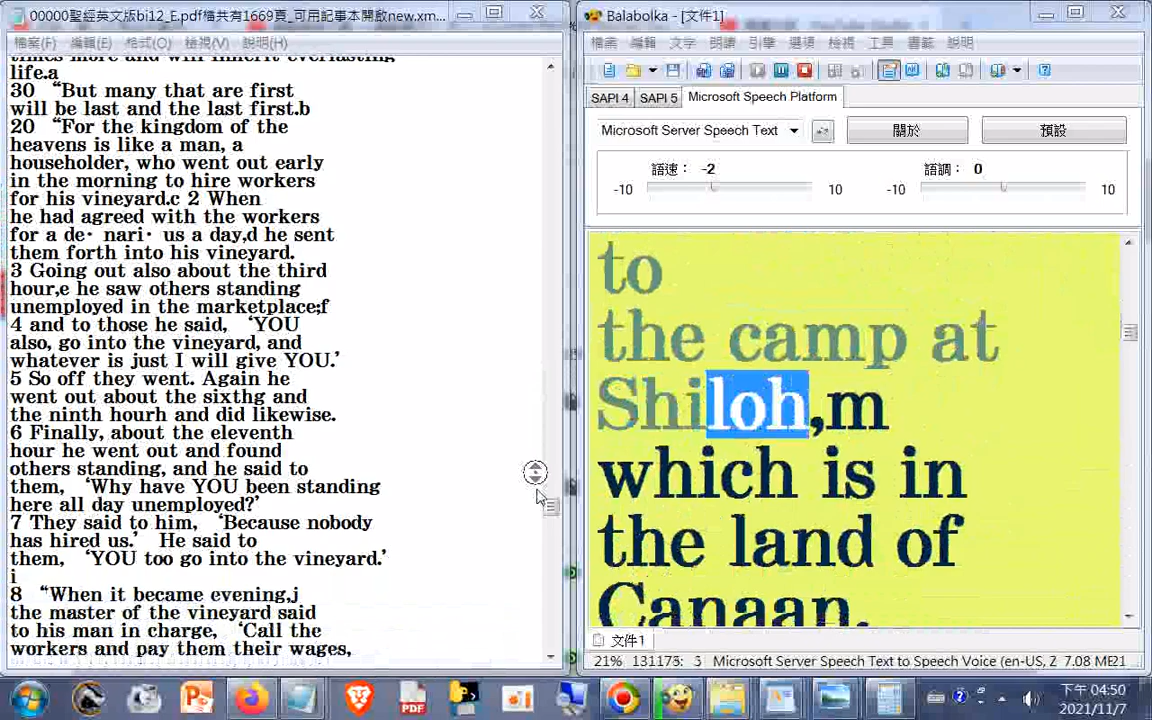 00000聖經英文版bi12_E.pdf檔共有1669頁_可用記事本開啟new.xm...
檔案(F) 編輯(E) 格式(O) 檢視(V) 說明(H)
times more and will inherit everlasting
life.a
30 “But many that are first
will be last and the last first.b
20 “For the kingdom of the
heavens is like a man, a
householder, who went out early
in the morning to hire workers
for his vineyard.c 2 When
he had agreed with the workers
for a de· nari· us a day,d he sent
them forth into his vineyard.
3 Going out also about the third
hour,e he saw others standing
unemployed in the marketplace;f
4 and to those he said, ‘YOU
also, go into the vineyard, and
whatever is just I will give YOU.’
5 So off they went. Again he
went out about the sixthg and
the ninth hourh and did likewise.
6 Finally, about the eleventh
hour he went out and found
others standing, and he said to
them, ‘Why have YOU been standing
here all day unemployed?’
7 They said to him, ‘Because nobody
has hired us.’ He said to
them, ‘YOU too go into the vineyard.’
i
8 “When it became evening,j
the master of the vineyard said
to his man in charge, ‘Call the
workers and pay them their wages,
Balabolka - [文件1]
檔案 編輯 文字 朗讀 引擎 選項 檢視 工具 書籤 說明
SAPI 4 SAPI 5 Microsoft Speech Platform
Microsoft Server Speech Text 關於 預設
語速： -2 語調： 0
-10 10 -10 10
to
the camp at
Shiloh,m
which is in
the land of
Canaan.
文件1
21% 131173: 3 Microsoft Server Speech Text to Speech Voice (en-US, Z 7.08 ME21
PDF
下午 04:50
2021/11/7